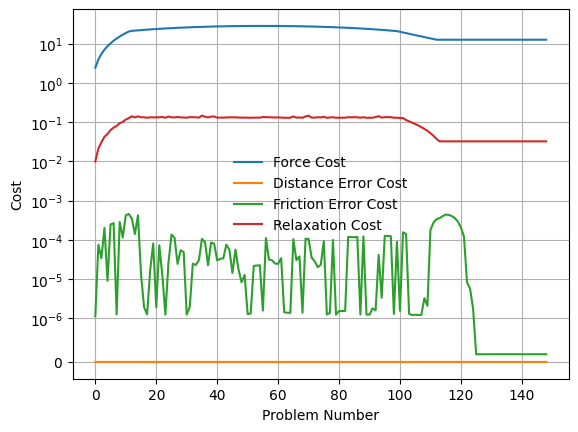 10¹
10⁰
10⁻¹
10⁻²
10⁻³
10⁻⁴
10⁻⁵
10⁻⁶
0
Cost
Force Cost
Distance Error Cost
Friction Error Cost
Relaxation Cost
0 20 40 60 80 100 120 140
Problem Number